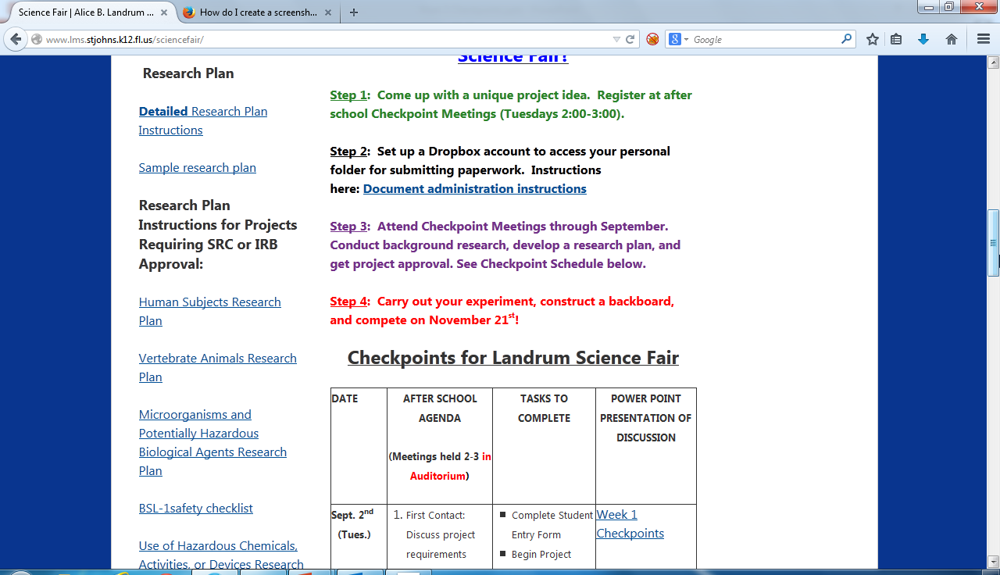 Science Fair | Alice B. Landrum ...
How do I create a screensh...
www.lms.stjohns.k12.fl.us/sciencefair/
Google
Research Plan
Detailed Research Plan
Instructions
Sample research plan
Research Plan
Instructions for Projects
Requiring SRC or IRB
Approval:
Human Subjects Research
Plan
Vertebrate Animals Research
Plan
Microorganisms and
Potentially Hazardous
Biological Agents Research
Plan
BSL-1safety checklist
Use of Hazardous Chemicals,
Activities, or Devices Research
Science Fair!
Step 1:  Come up with a unique project idea.  Register at after
school Checkpoint Meetings (Tuesdays 2:00-3:00).
Step 2:  Set up a Dropbox account to access your personal
folder for submitting paperwork.  Instructions
here: Document administration instructions
Step 3:  Attend Checkpoint Meetings through September.
Conduct background research, develop a research plan, and
get project approval. See Checkpoint Schedule below.
Step 4:  Carry out your experiment, construct a backboard,
and compete on November 21st!
Checkpoints for Landrum Science Fair
DATE
AFTER SCHOOL
AGENDA
(Meetings held 2-3 in
Auditorium)
TASKS TO
COMPLETE
POWER POINT
PRESENTATION OF
DISCUSSION
Sept. 2nd
(Tues.)
1. First Contact:
Discuss project
requirements
Complete Student
Entry Form
Begin Project
Week 1
Checkpoints